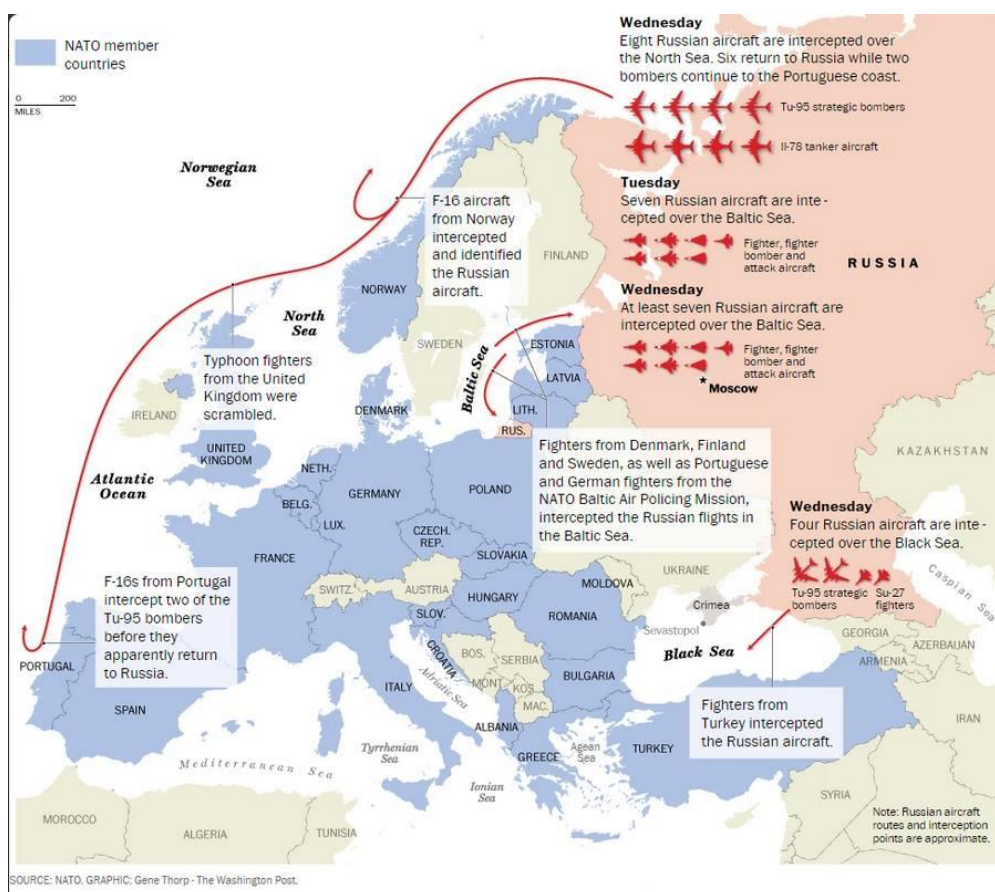 NATO member
countries
0 200
MILES
Wednesday
Eight Russian aircraft are intercepted over
the North Sea. Six return to Russia while two
bombers continue to the Portuguese coast.
Tu-95 strategic bombers
Il-78 tanker aircraft
Tuesday
Seven Russian aircraft are inte-
cepted over the Baltic Sea.
Fighter, fighter
bomber and
attack aircraft
Wednesday
At least seven Russian aircraft are
intercepted over the Baltic Sea.
Fighter, fighter
bomber and
attack aircraft
Moscow
RUSSIA
Norwegian
Sea
F-16 aircraft
from Norway
intercepted
and identified
the Russian
aircraft.
FINLAND
NORWAY
SWEDEN
North
Sea
Typhoon fighters
from the United
Kingdom were
scrambled.
Baltic Sea
ESTONIA
LATVIA
LITH.
RUS.
IRELAND
DENMARK
UNITED
KINGDOM
Atlantic
Ocean
NETH.
BELG.
LUX.
GERMANY
POLAND
Fighters from Denmark, Finland
and Sweden, as well as Portuguese
and German fighters from the
NATO Baltic Air Policing Mission,
intercepted the Russian flights in
the Baltic Sea.
KAZAKHSTAN
Wednesday
Four Russian aircraft are inte-
cepted over the Black Sea.
Tu-95 strategic
bombers
Su-27
fighters
Caspian Sea
FRANCE
CZECH.
REP.
SLOVAKIA
SWITZ.
AUSTRIA
HUNGARY
SLOV.
CROATIA
MOLDOVA
ROMANIA
UKRAINE
Crimea
Sevastopol
Black Sea
GEORGIA
AZERBAIJAN
ARMENIA
F-16s from Portugal
intercept two of the
Tu-95 bombers
before they
apparently return
to Russia.
PORTUGAL
SPAIN
ITALY
Adriatic Sea
BOS.
SERBIA
MONT.
KOS.
MAC.
BULGARIA
ALBANIA
GREECE
Agean
Sea
TURKEY
Fighters from
Turkey intercepted
the Russian aircraft.
IRAN
SYRIA
Tyrrhenian
Sea
Mediterranean Sea
Ionian
Sea
MOROCCO
ALGERIA
TUNISIA
Note: Russian aircraft
routes and interception
points are approximate.
SOURCE: NATO. GRAPHIC: Gene Thorp - The Washington Post.